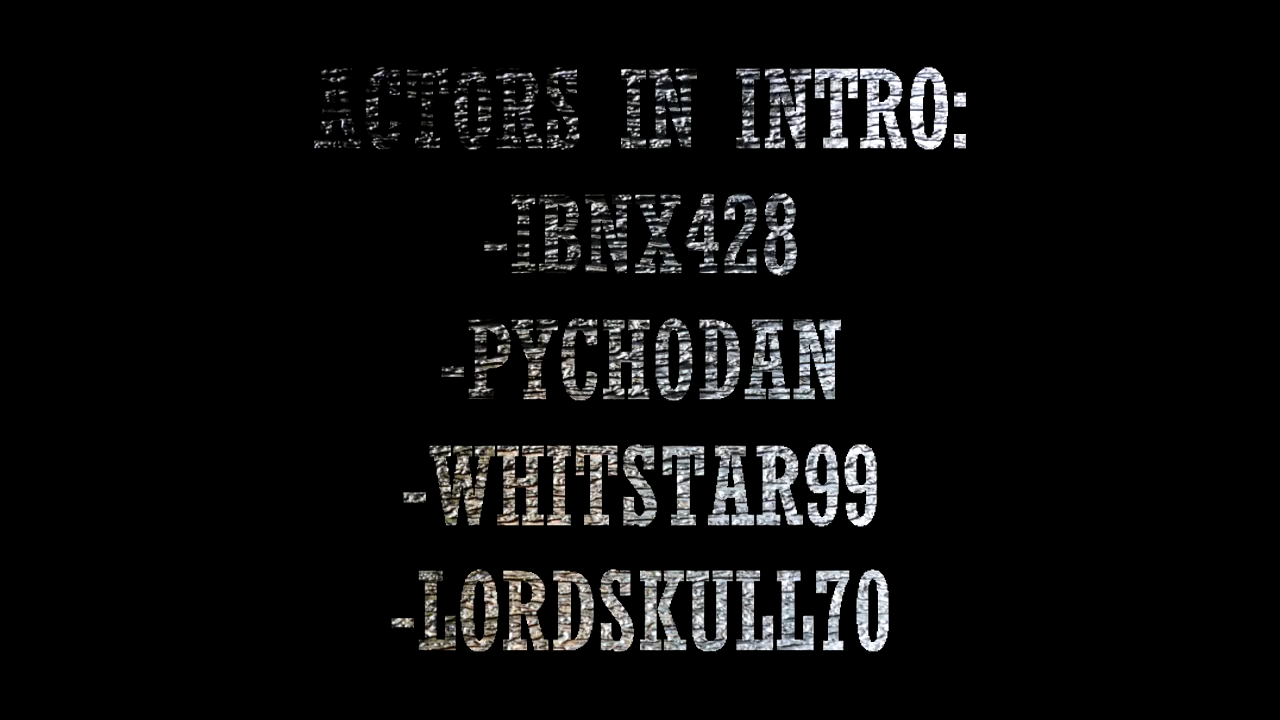 ACTORS IN INTRO:
-IBNX428
-PYCHODAN
-WHITSTAR99
-LORDSKULL70